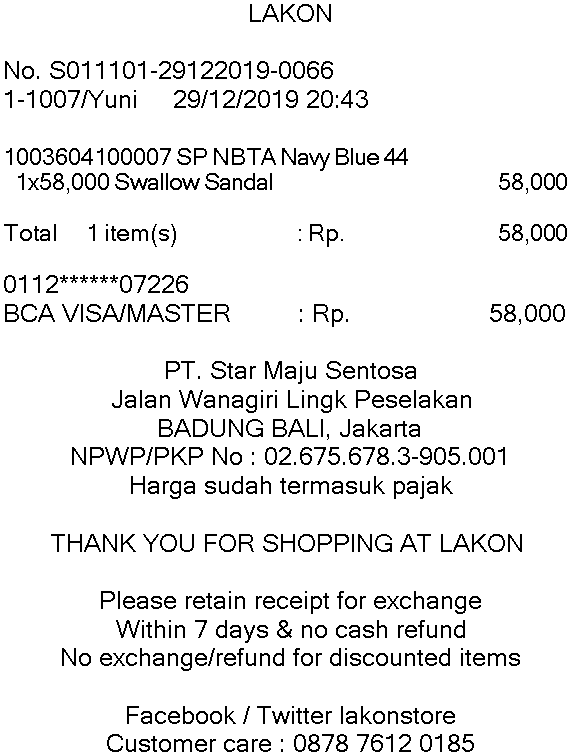 LAKON
No. S011101-29122019-0066
1-1007/Yuni 29/12/2019 20:43
1003604100007 SP NBTA Navy Blue 44
1x58,000 Swallow Sandal 58,000
Total 1 item(s) : Rp. 58,000
0112******07226
BCA VISA/MASTER : Rp. 58,000
PT. Star Maju Sentosa
Jalan Wanagiri Lingk Peselakan
BADUNG BALI, Jakarta
NPWP/PKP No : 02.675.678.3-905.001
Harga sudah termasuk pajak
THANK YOU FOR SHOPPING AT LAKON
Please retain receipt for exchange
Within 7 days & no cash refund
No exchange/refund for discounted items
Facebook / Twitter lakonstore
Customer care : 0878 7612 0185